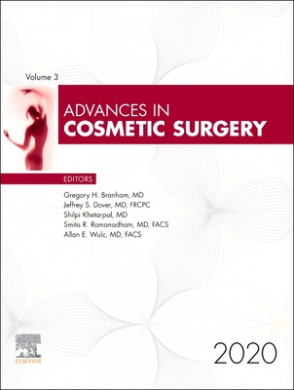 Volume 3
ADVANCES IN
COSMETIC SURGERY
EDITORS
Gregory H. Branham, MD
Jeffrey S. Dover, MD, FRCPC
Shilpi Khetarpal, MD
Smita R. Ramanadham, MD, FACS
Allan E. Wulc, MD, FACS
ELSEVIER
2020